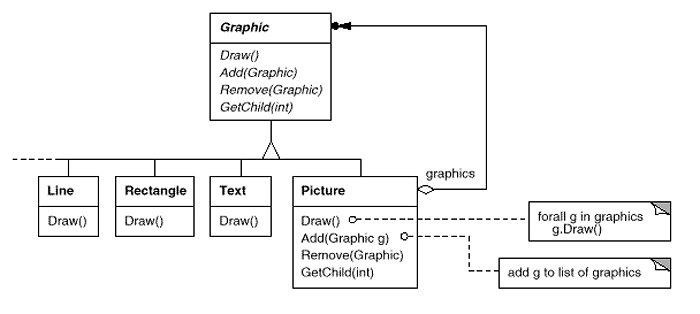 Graphic
Draw()
Add(Graphic)
Remove(Graphic)
GetChild(int)
graphics
Line
Draw()
Rectangle
Draw()
Text
Draw()
Picture
Draw()
Add(Graphic g)
Remove(Graphic)
GetChild(int)
forall g in graphics
g.Draw()
add g to list of graphics